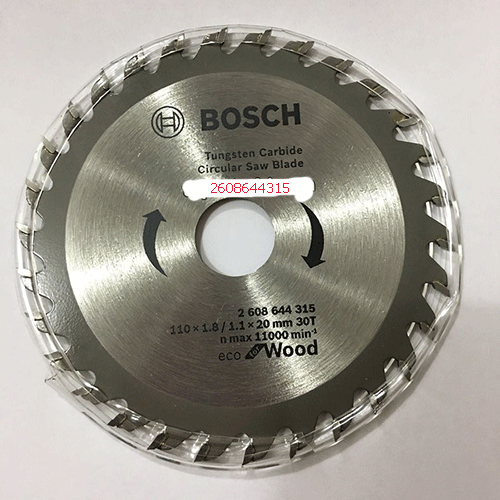 BOSCH
Tungsten Carbide
Circular Saw Blade
2608644315
2 608 644 315
110 × 1.8 / 1.1 × 20 mm 30T
n max 11000 min⁻¹
eco for Wood